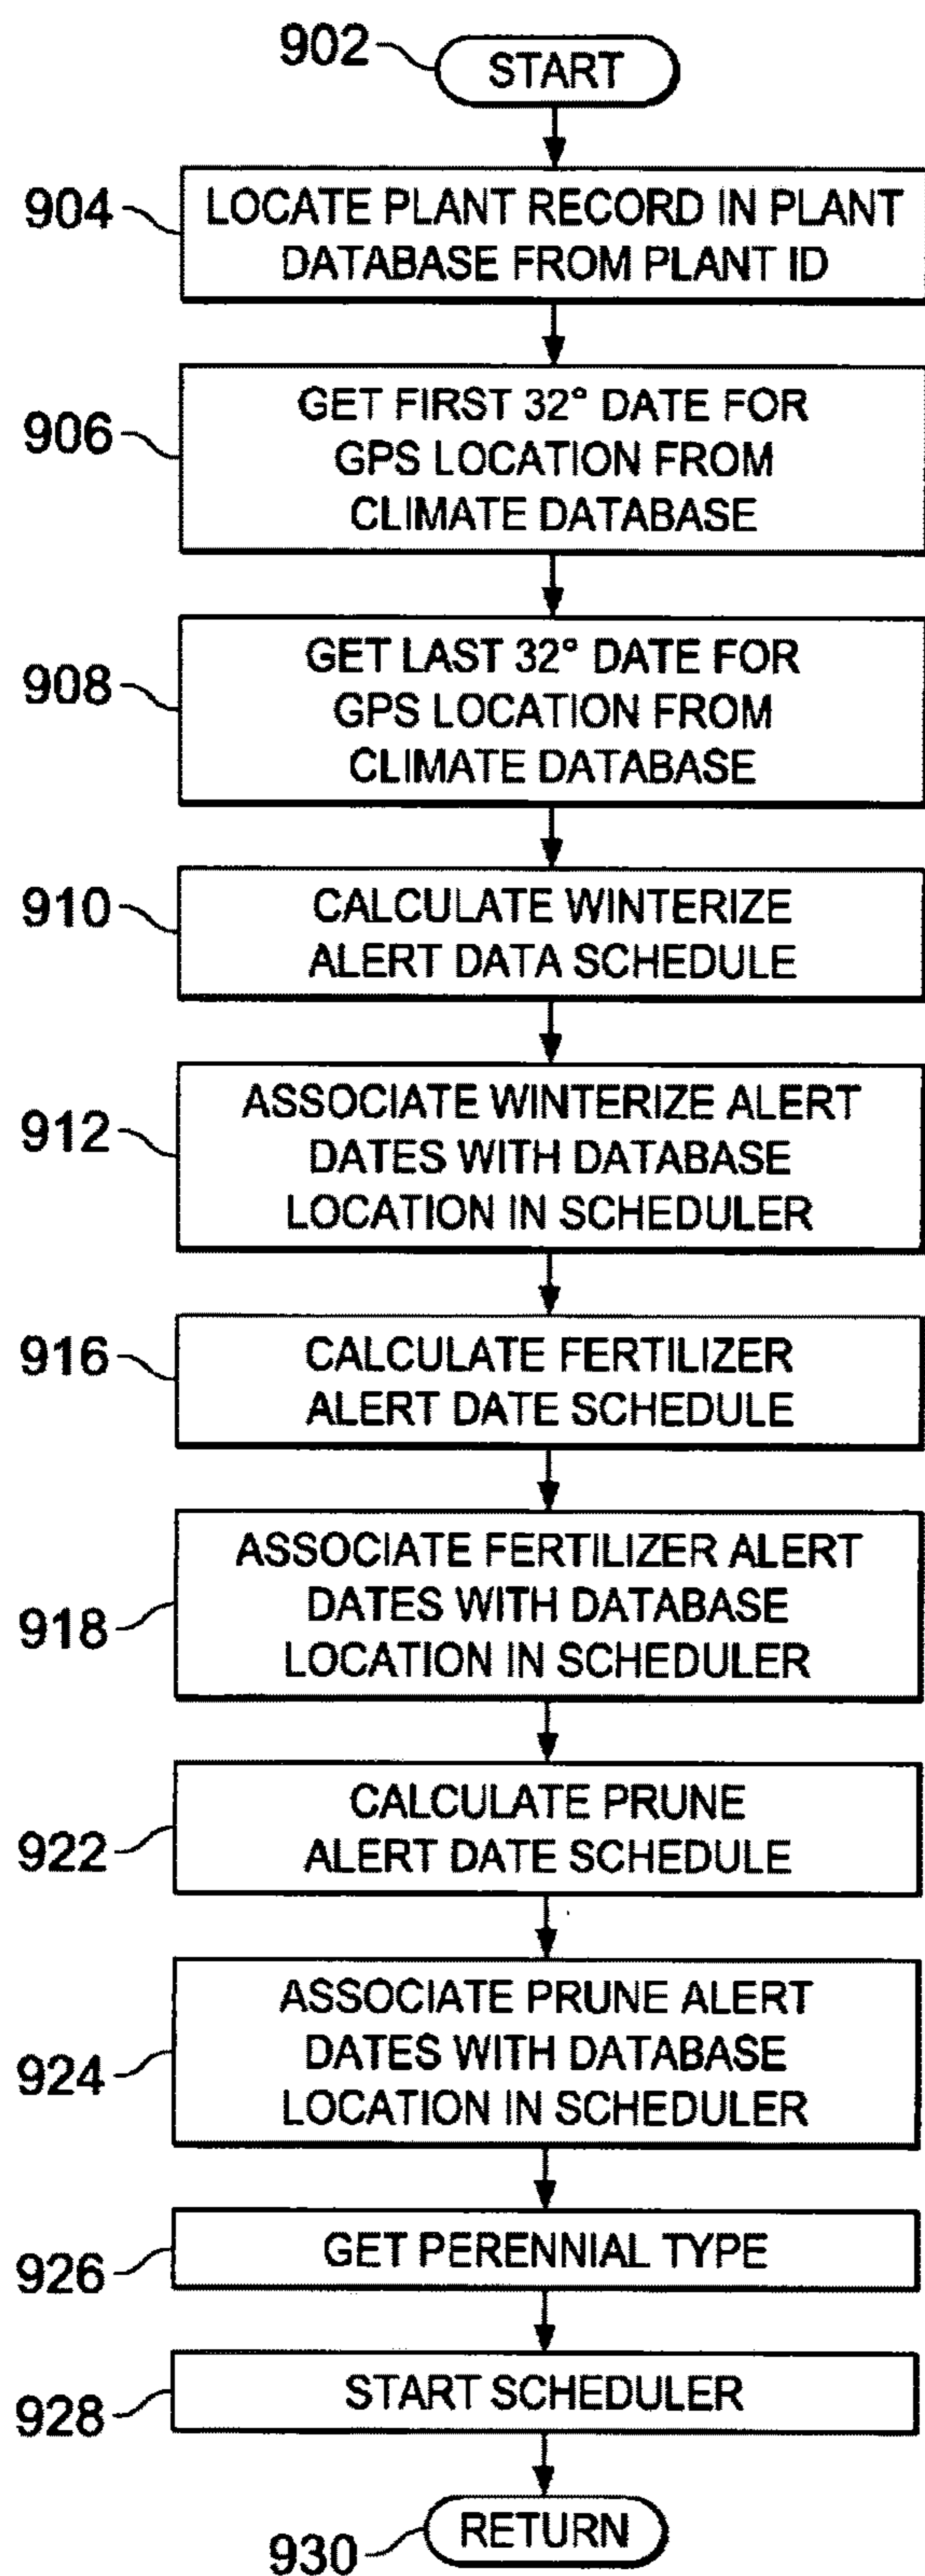 902
START
904
LOCATE PLANT RECORD IN PLANT
DATABASE FROM PLANT ID
906
GET FIRST 32° DATE FOR
GPS LOCATION FROM
CLIMATE DATABASE
908
GET LAST 32° DATE FOR
GPS LOCATION FROM
CLIMATE DATABASE
910
CALCULATE WINTERIZE
ALERT DATA SCHEDULE
912
ASSOCIATE WINTERIZE ALERT
DATES WITH DATABASE
LOCATION IN SCHEDULER
916
CALCULATE FERTILIZER
ALERT DATE SCHEDULE
918
ASSOCIATE FERTILIZER ALERT
DATES WITH DATABASE
LOCATION IN SCHEDULER
922
CALCULATE PRUNE
ALERT DATE SCHEDULE
924
ASSOCIATE PRUNE ALERT
DATES WITH DATABASE
LOCATION IN SCHEDULER
926
GET PERENNIAL TYPE
928
START SCHEDULER
930
RETURN